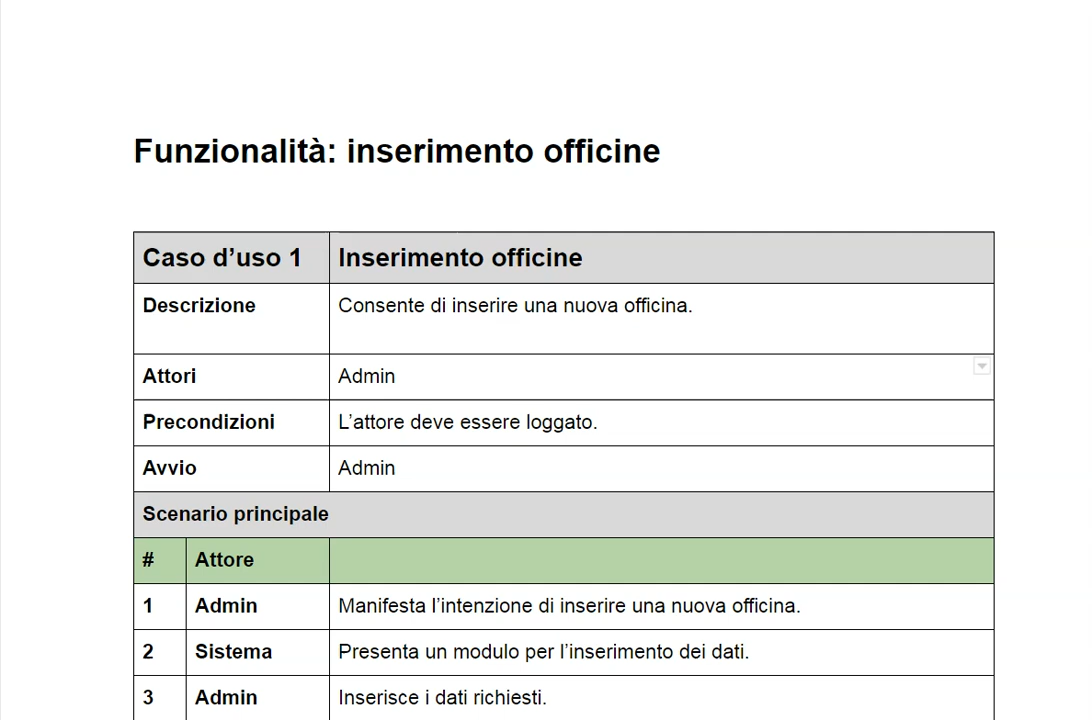 Funzionalità: inserimento officine
Caso d’uso 1 Inserimento officine
Descrizione Consente di inserire una nuova officina.
Attori Admin
Precondizioni L’attore deve essere loggato.
Avvio Admin
Scenario principale
# Attore
1 Admin Manifesta l’intenzione di inserire una nuova officina.
2 Sistema Presenta un modulo per l’inserimento dei dati.
3 Admin Inserisce i dati richiesti.